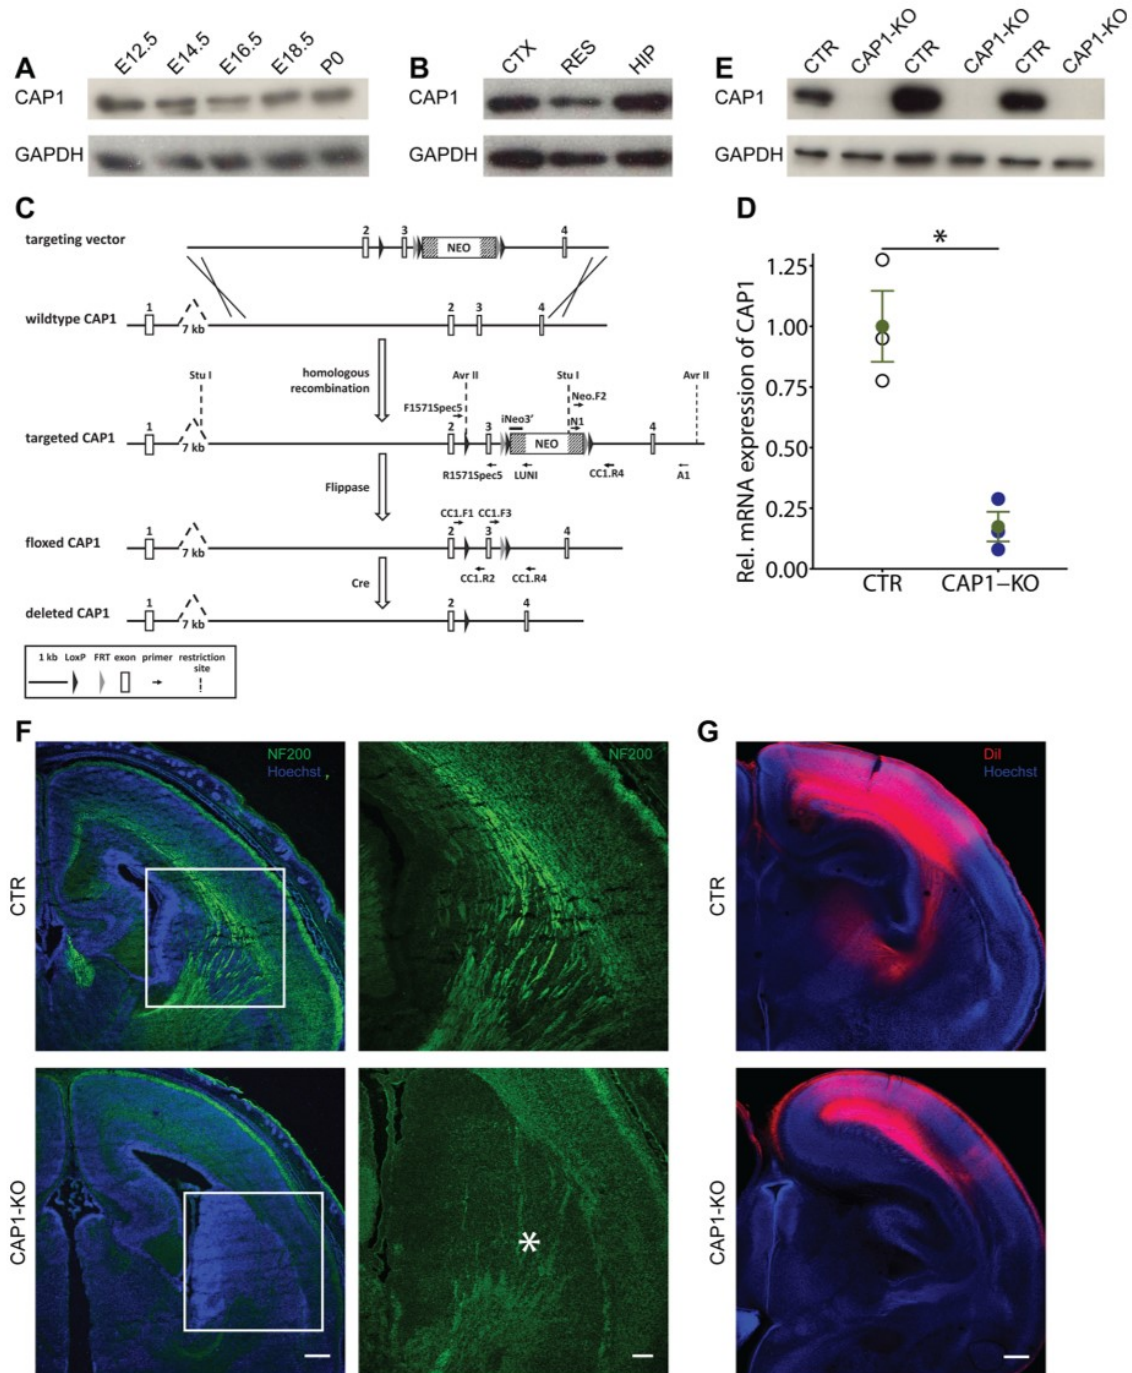 A
E12.5 E14.5 E16.5 E18.5 P0
CAP1
GAPDH
B
CTX RES HIP
CAP1
GAPDH
E
CTR CAP1-KO CTR CAP1-KO CTR CAP1-KO
CAP1
GAPDH
C
targeting vector
2 3 NEO 4
wildtype CAP1
1 7 kb 2 3 4
homologous
recombination
Stu I Avr II Stu I Avr II
Neo.F2
F1571Spec5 iNeo3' N1
targeted CAP1
1 7 kb 2 3 NEO 4
R1571Spec5 LUNI CC1.R4 A1
Flippase
CC1.F1 CC1.F3
floxed CAP1
1 7 kb 2 3 4
CC1.R2 CC1.R4
Cre
deleted CAP1
1 7 kb 2 4
1 kb LoxP FRT exon primer restriction
site
D
*
Rel. mRNA expression of CAP1
1.25
1.00
0.75
0.50
0.25
0.00
CTR CAP1–KO
F
NF200
Hoechst
NF200
CTR
CAP1-KO
*
G
DiI
Hoechst
CTR
CAP1-KO